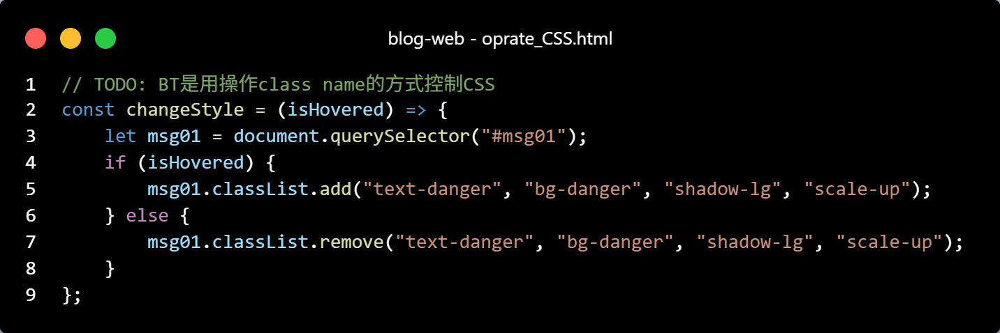 blog-web - oprate_CSS.html
1 // TODO: BT是用操作class name的方式控制CSS
2 const changeStyle = (isHovered) => {
3     let msg01 = document.querySelector("#msg01");
4     if (isHovered) {
5         msg01.classList.add("text-danger", "bg-danger", "shadow-lg", "scale-up");
6     } else {
7         msg01.classList.remove("text-danger", "bg-danger", "shadow-lg", "scale-up");
8     }
9 };